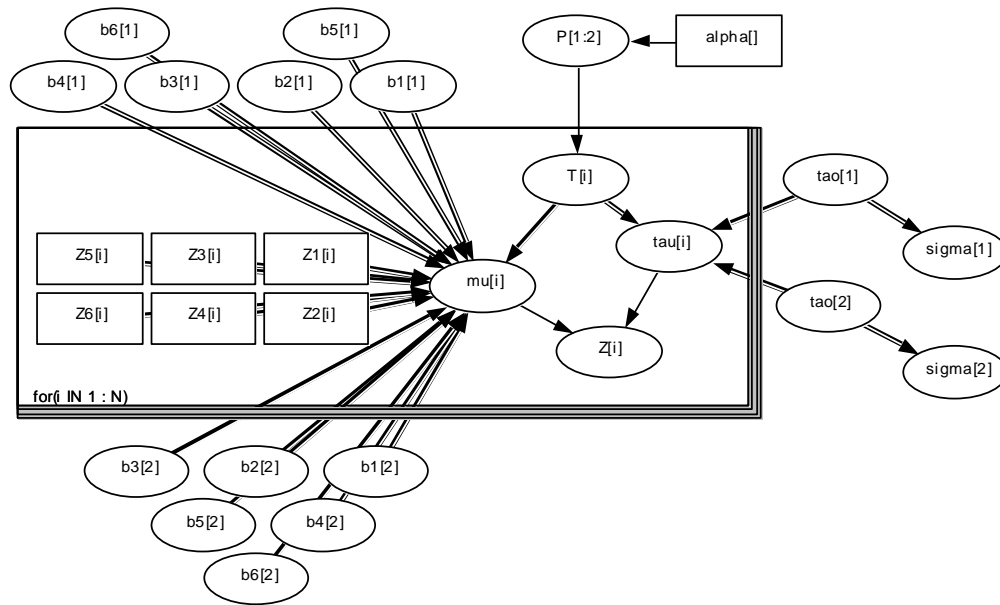 b6[1]
b5[1]
P[1:2]
alpha[]
b4[1]
b3[1]
b2[1]
b1[1]
T[i]
tao[1]
Z5[i]
Z3[i]
Z1[i]
tau[i]
sigma[1]
mu[i]
Z6[i]
Z4[i]
Z2[i]
tao[2]
Z[i]
sigma[2]
for(i IN 1 : N)
b3[2]
b2[2]
b1[2]
b5[2]
b4[2]
b6[2]